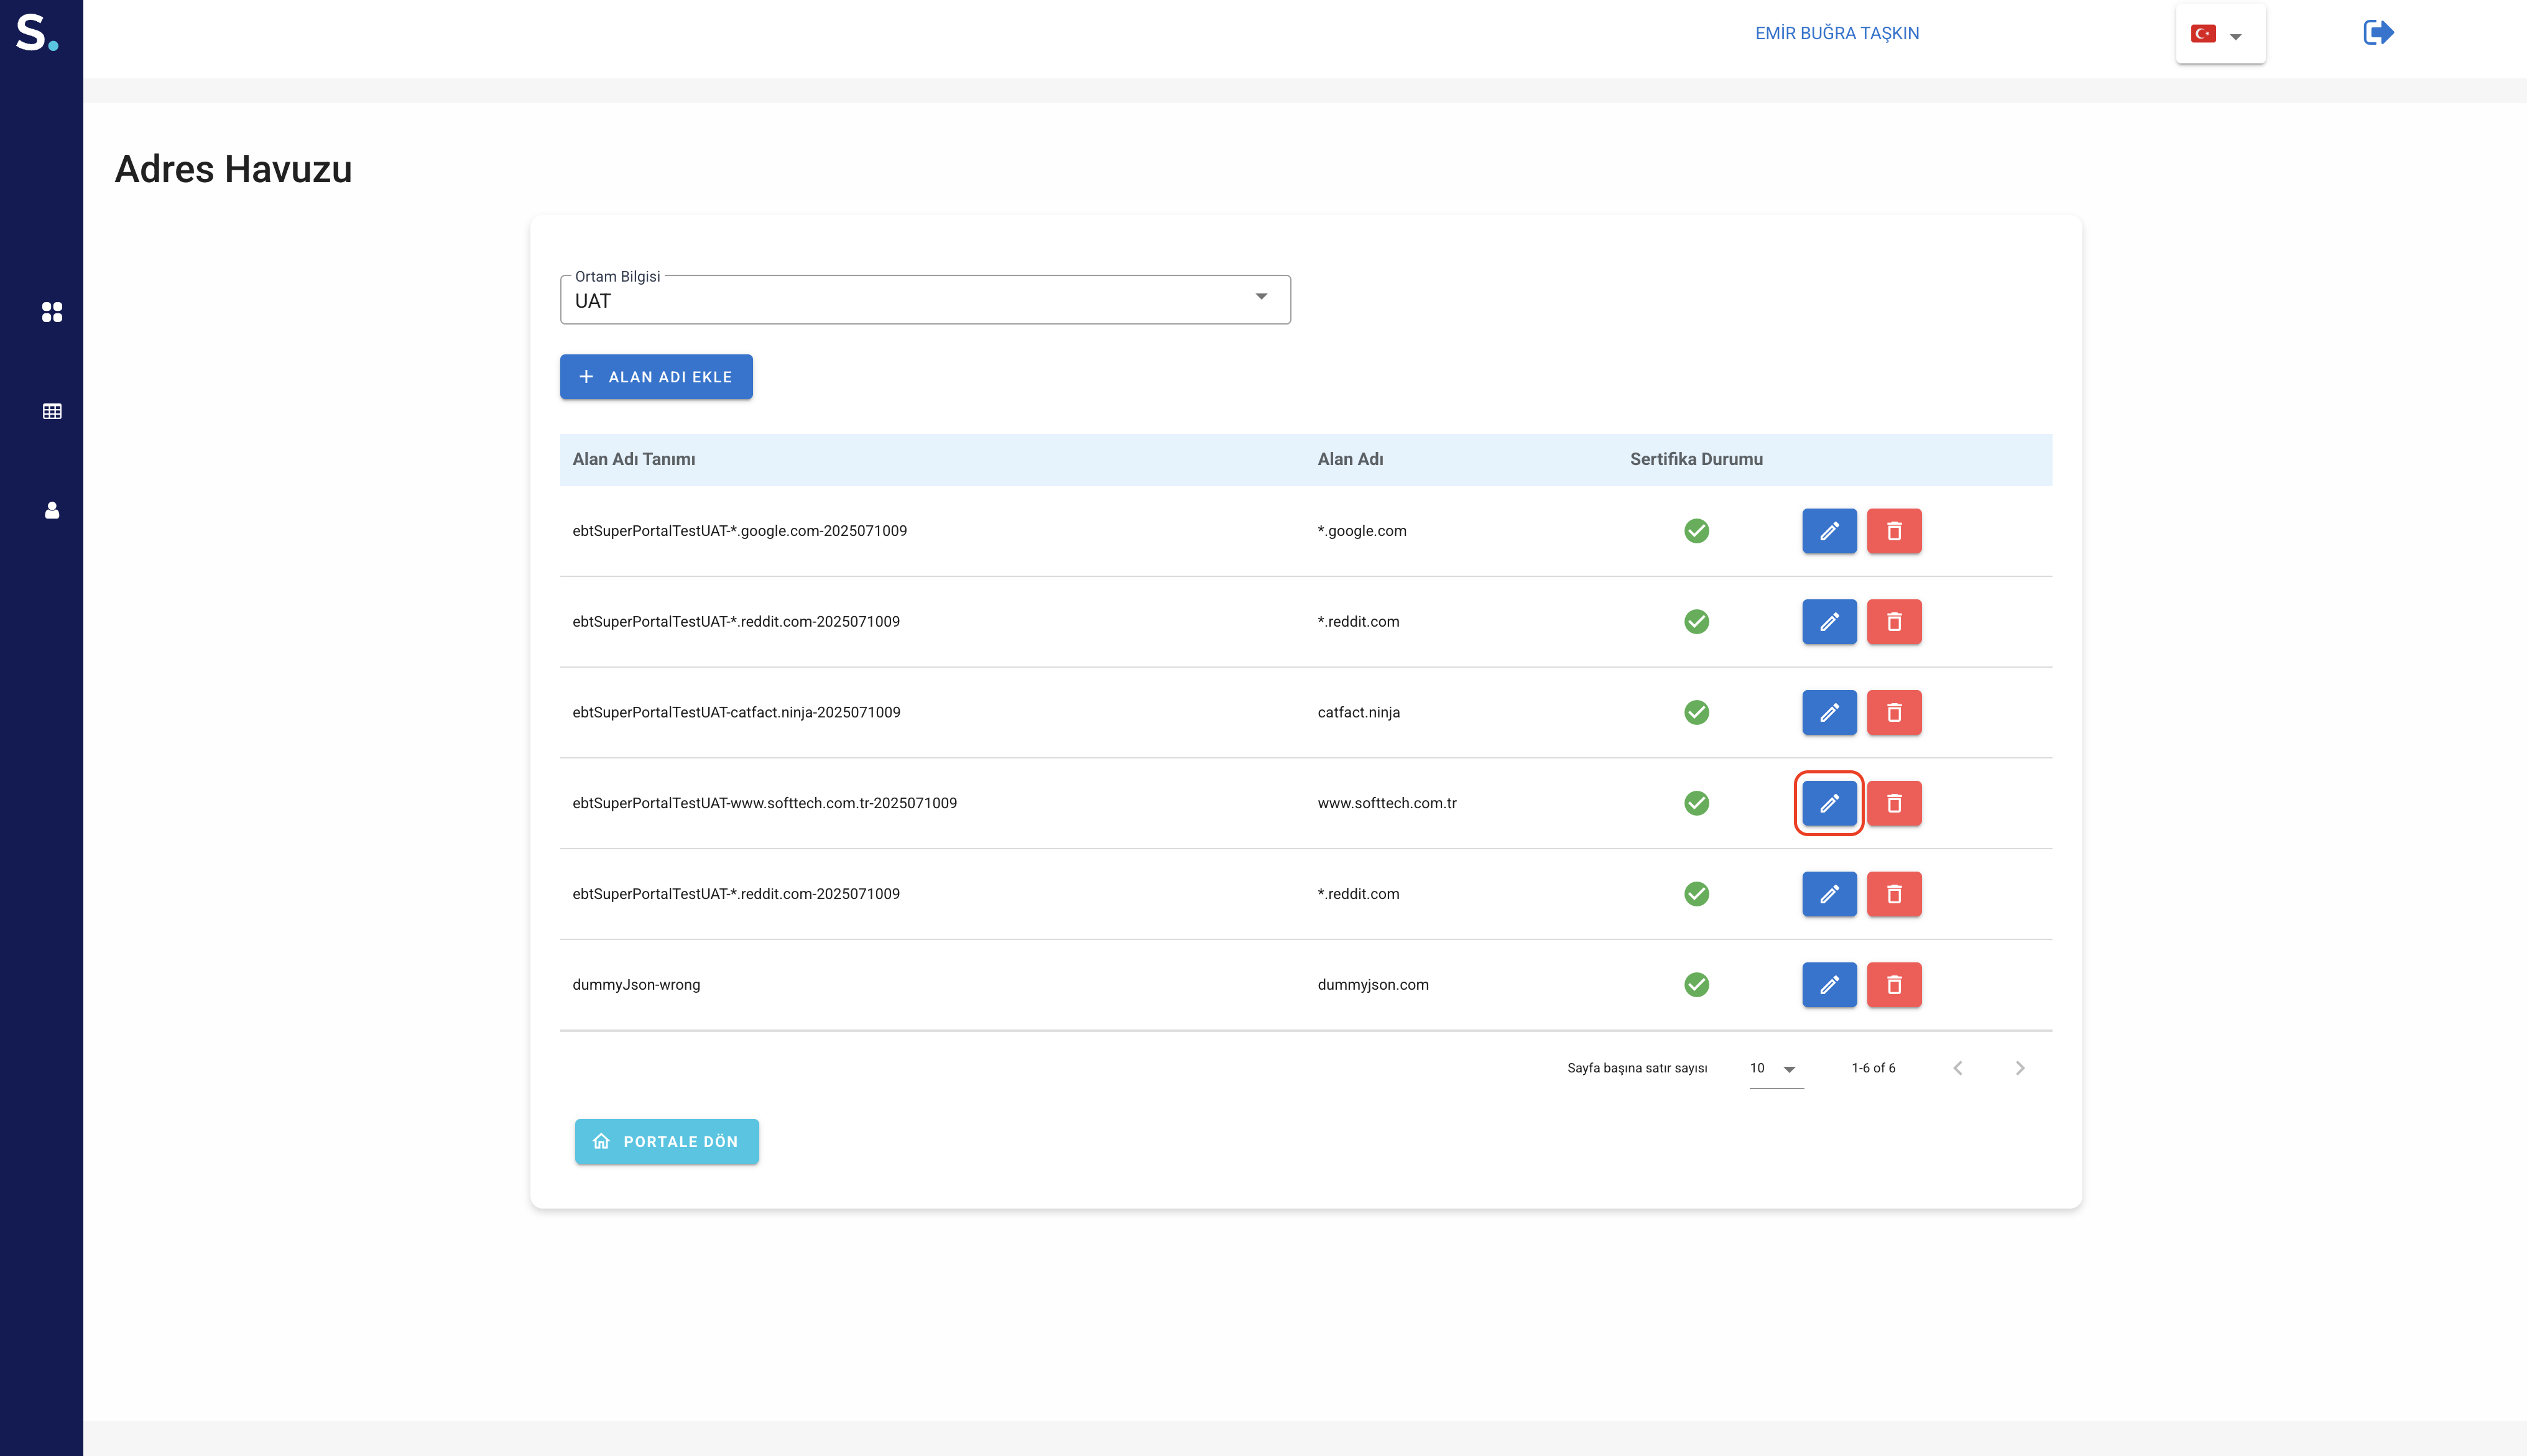 S.
EMİR BUĞRA TAŞKIN
Adres Havuzu
Ortam Bilgisi
UAT
ALAN ADI EKLE
Alan Adı Tanımı Alan Adı Sertifika Durumu
ebtSuperPortalTestUAT-*.google.com-2025071009 *.google.com
ebtSuperPortalTestUAT-*.reddit.com-2025071009 *.reddit.com
ebtSuperPortalTestUAT-catfact.ninja-2025071009 catfact.ninja
ebtSuperPortalTestUAT-www.softtech.com.tr-2025071009 www.softtech.com.tr
ebtSuperPortalTestUAT-*.reddit.com-2025071009 *.reddit.com
dummyJson-wrong dummyjson.com
Sayfa başına satır sayısı 10 1-6 of 6
PORTALE DÖN